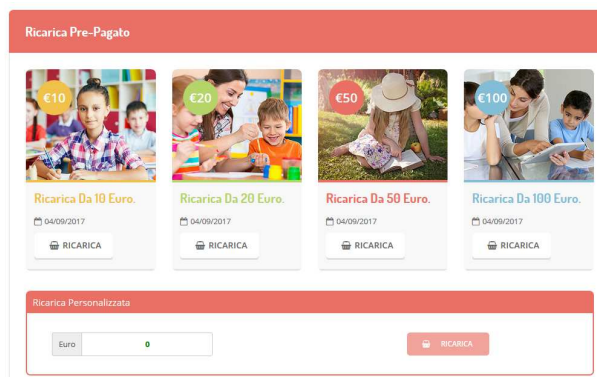 Ricarica Pre-Pagato
€10
€20
€50
€100
Ricarica Da 10 Euro.
Ricarica Da 20 Euro.
Ricarica Da 50 Euro.
Ricarica Da 100 Euro.
04/09/2017
04/09/2017
04/09/2017
04/09/2017
RICARICA
RICARICA
RICARICA
RICARICA
Ricarica Personalizzata
Euro
0
RICARICA